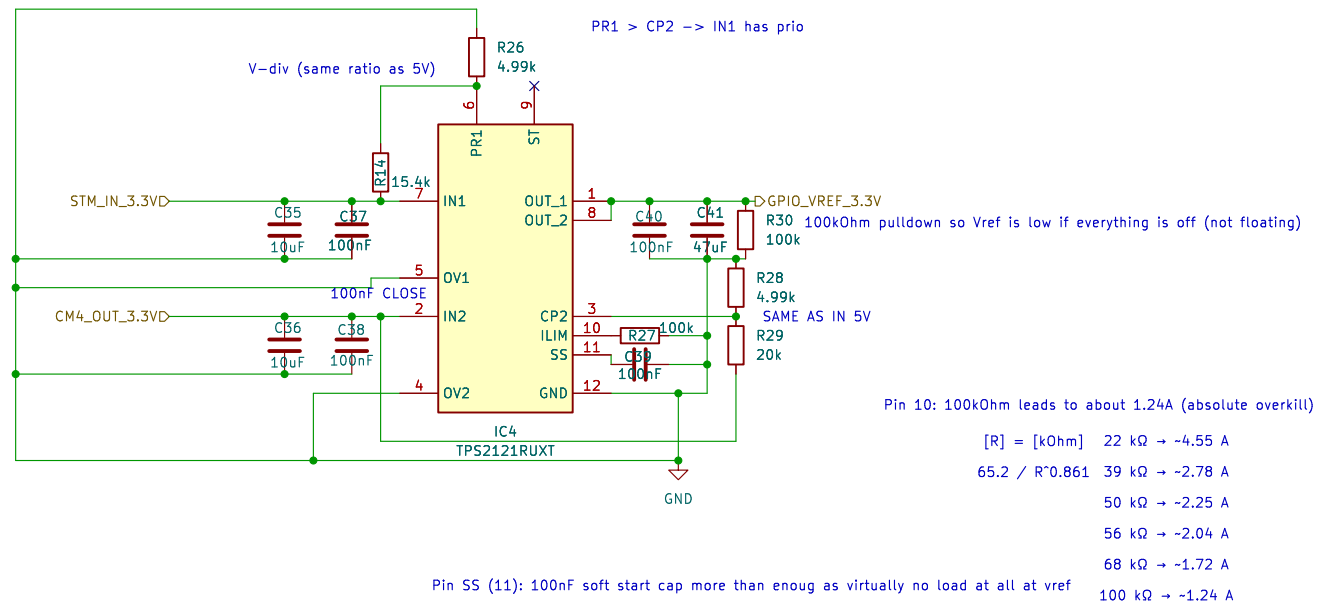 PR1 > CP2 -> IN1 has prio
R26
4.99k
V-div (same ratio as 5V)
6
9
PR1
ST
R14
15.4k
STM_IN_3.3V
7
IN1
OUT_1
1
GPIO_VREF_3.3V
OUT_2
8
C35
10uF
C37
100nF
C40
100nF
C41
47uF
R30
100k
100kOhm pulldown so Vref is low if everything is off (not floating)
5
OV1
100nF CLOSE
R28
4.99k
CM4_OUT_3.3V
2
IN2
CP2
3
SAME AS IN 5V
C36
10uF
C38
100nF
ILIM
10
R27
100k
R29
20k
SS
11
C39
100nF
4
OV2
GND
12
IC4
TPS2121RUXT
GND
Pin 10: 100kOhm leads to about 1.24A (absolute overkill)
[R] = [kOhm]
65.2 / R^0.861
22 kΩ → ~4.55 A
39 kΩ → ~2.78 A
50 kΩ → ~2.25 A
56 kΩ → ~2.04 A
68 kΩ → ~1.72 A
100 kΩ → ~1.24 A
Pin SS (11): 100nF soft start cap more than enoug as virtually no load at all at vref